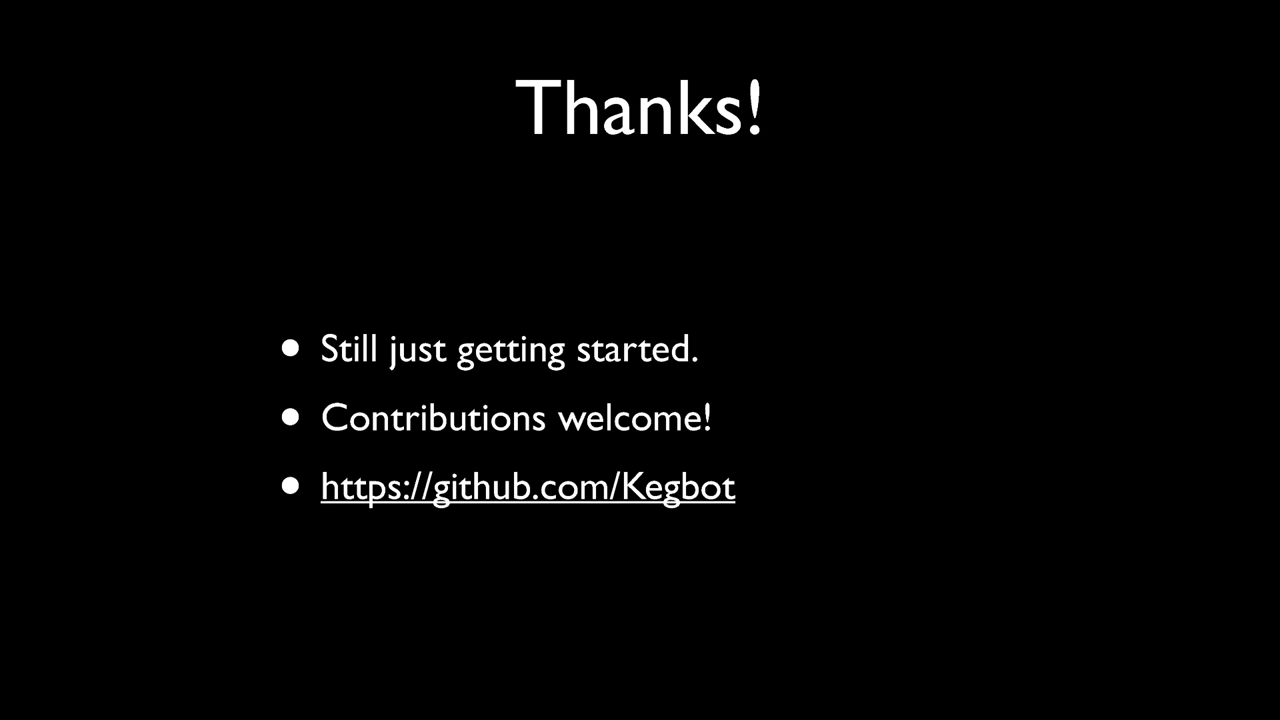 Thanks!
• Still just getting started.
• Contributions welcome!
• https://github.com/Kegbot